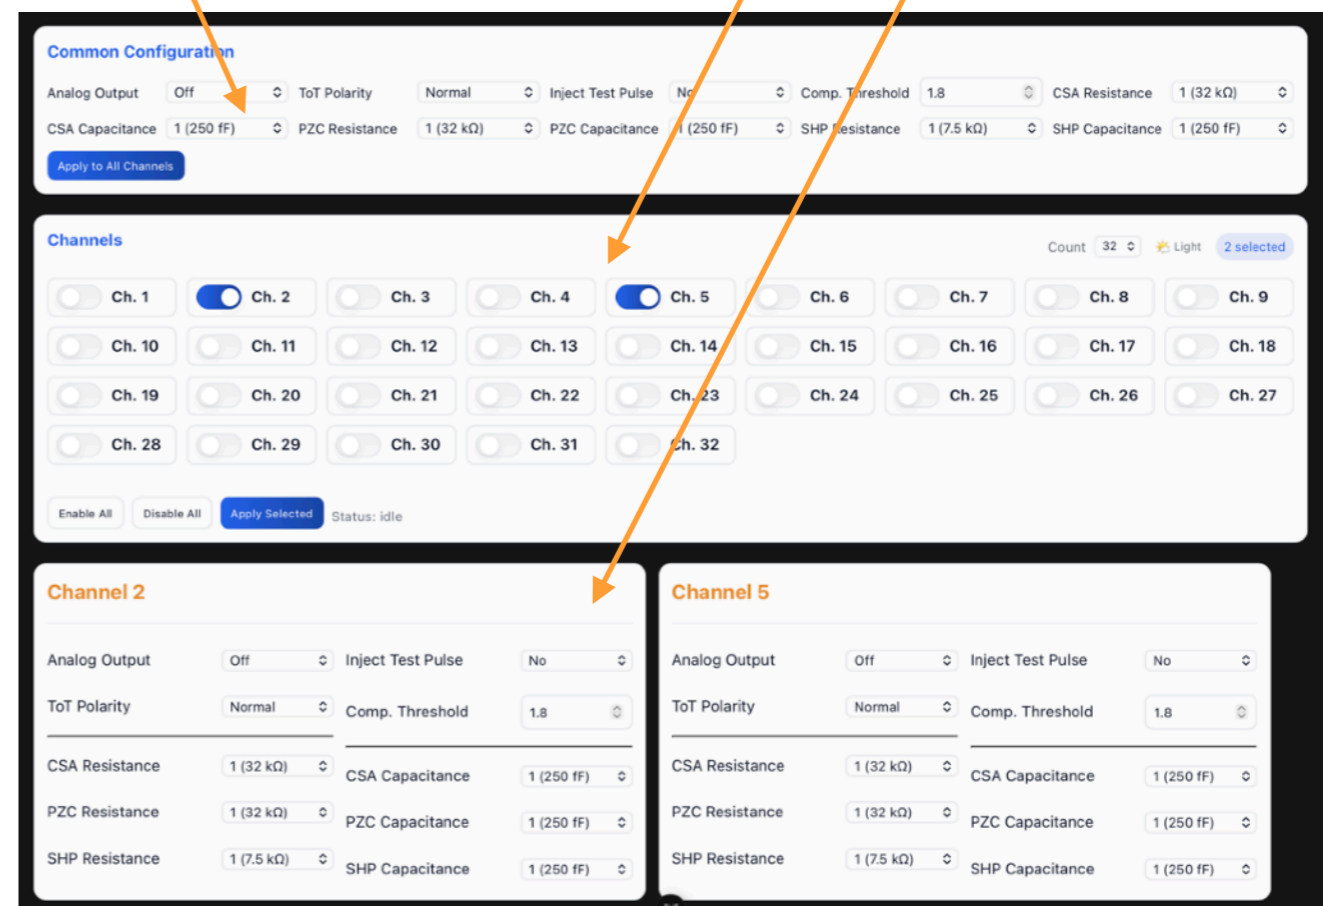 Common Configuration
Analog Output Off ToT Polarity Normal Inject Test Pulse No Comp. Threshold 1.8 CSA Resistance 1 (32 kΩ)
CSA Capacitance 1 (250 fF) PZC Resistance 1 (32 kΩ) PZC Capacitance 1 (250 fF) SHP Resistance 1 (7.5 kΩ) SHP Capacitance 1 (250 fF)
Apply to All Channels
Channels Count 32 Light 2 selected
Ch. 1 Ch. 2 Ch. 3 Ch. 4 Ch. 5 Ch. 6 Ch. 7 Ch. 8 Ch. 9
Ch. 10 Ch. 11 Ch. 12 Ch. 13 Ch. 14 Ch. 15 Ch. 16 Ch. 17 Ch. 18
Ch. 19 Ch. 20 Ch. 21 Ch. 22 Ch. 23 Ch. 24 Ch. 25 Ch. 26 Ch. 27
Ch. 28 Ch. 29 Ch. 30 Ch. 31 Ch. 32
Enable All Disable All Apply Selected Status: idle
Channel 2
Analog Output Off Inject Test Pulse No
ToT Polarity Normal Comp. Threshold 1.8
CSA Resistance 1 (32 kΩ) CSA Capacitance 1 (250 fF)
PZC Resistance 1 (32 kΩ) PZC Capacitance 1 (250 fF)
SHP Resistance 1 (7.5 kΩ) SHP Capacitance 1 (250 fF)
Channel 5
Analog Output Off Inject Test Pulse No
ToT Polarity Normal Comp. Threshold 1.8
CSA Resistance 1 (32 kΩ) CSA Capacitance 1 (250 fF)
PZC Resistance 1 (32 kΩ) PZC Capacitance 1 (250 fF)
SHP Resistance 1 (7.5 kΩ) SHP Capacitance 1 (250 fF)